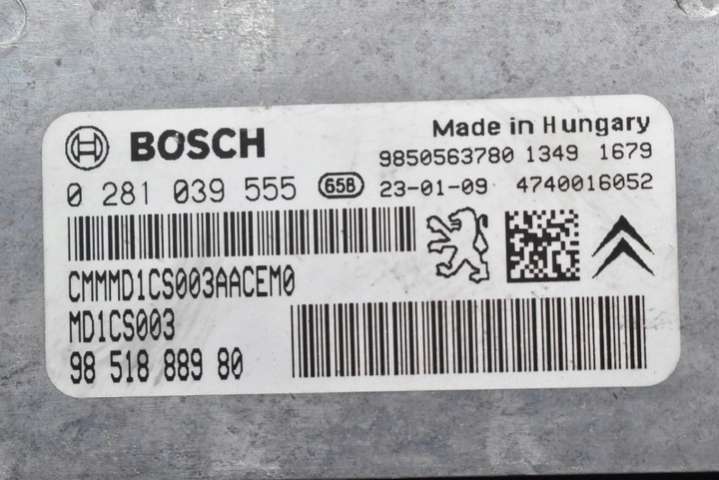 BOSCH
Made in Hungary
9850563780 1349 1679
0 281 039 555 658 23-01-09 4740016052
CMMMD1CS003AACEM0
MD1CS003
98 518 889 80